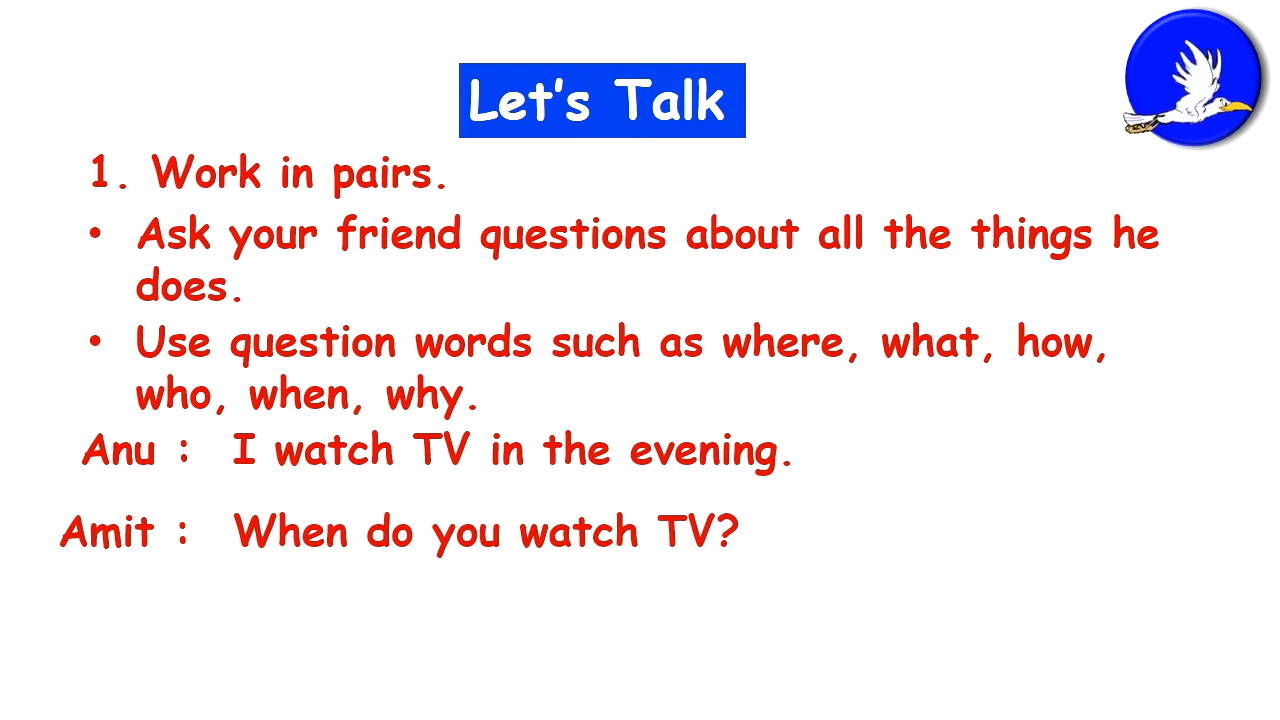 Let's Talk
1. Work in pairs.
• Ask your friend questions about all the things he
does.
• Use question words such as where, what, how,
who, when, why.
Anu : I watch TV in the evening.
Amit : When do you watch TV?